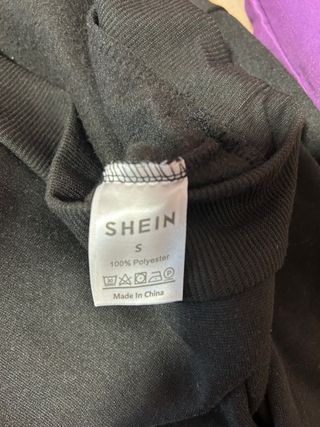 SHEIN
S
100% Polyester
Made In China